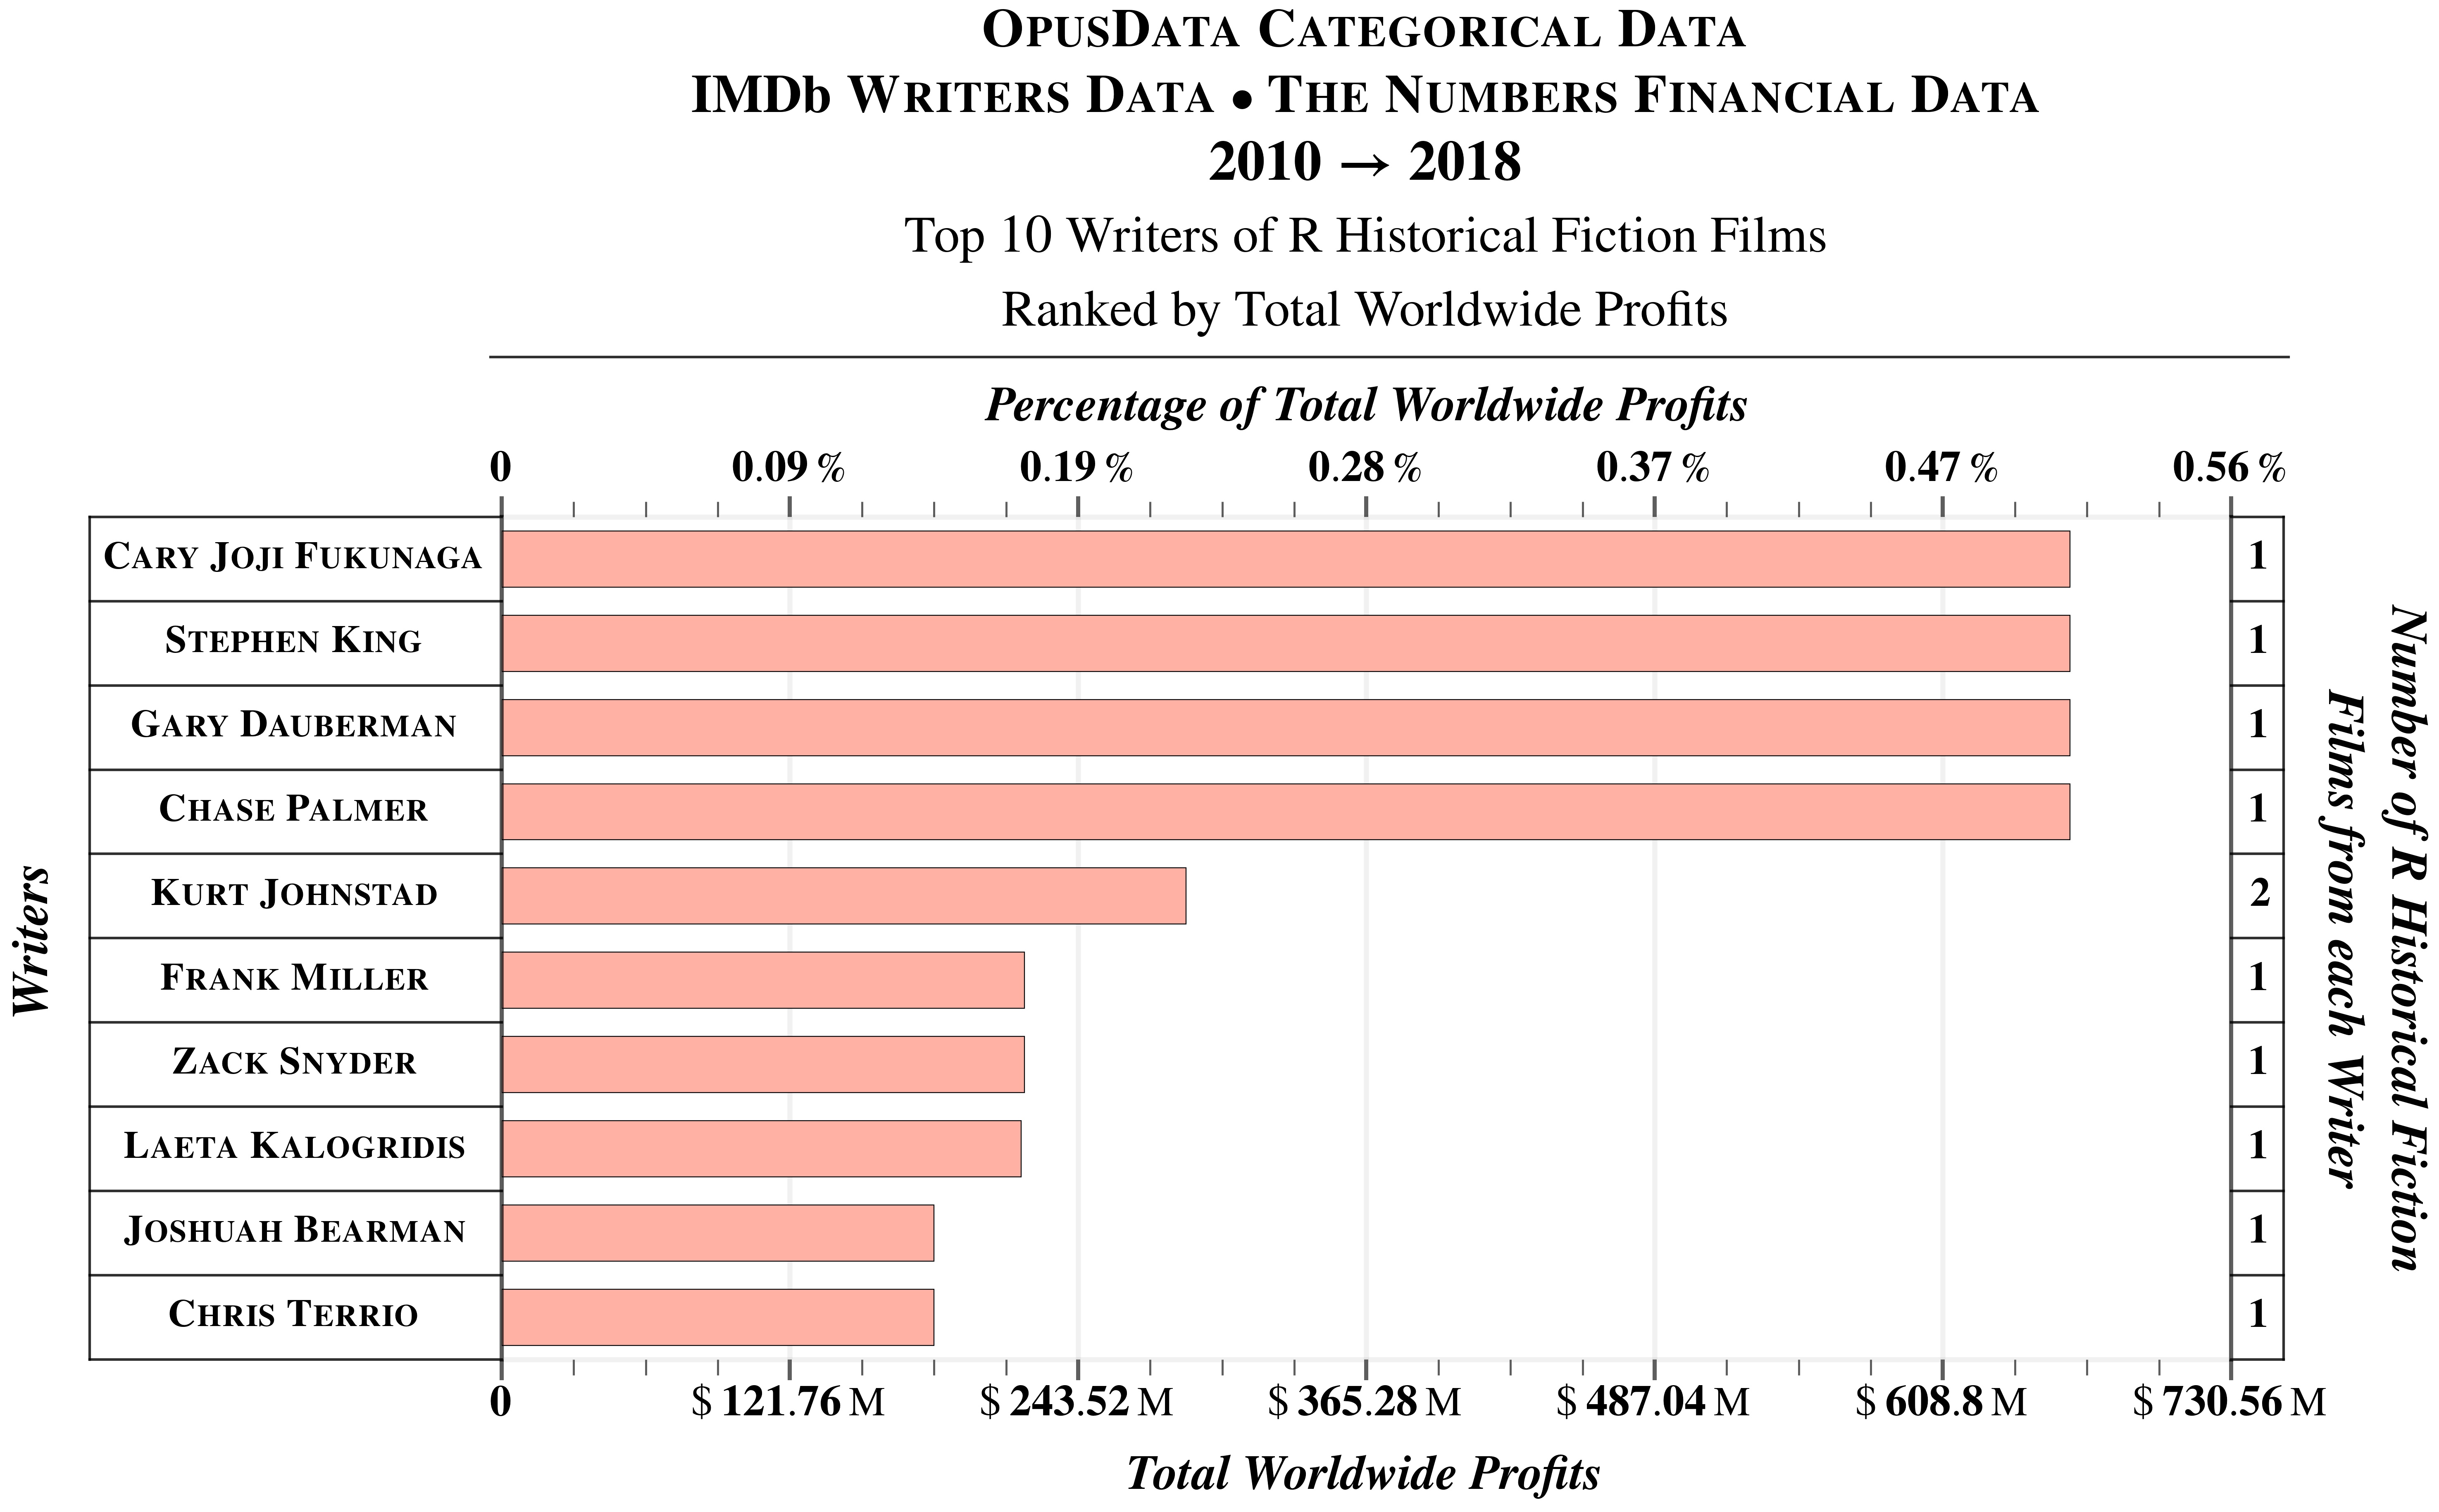 OpusData Categorical Data
IMDb Writers Data • The Numbers Financial Data
2010 → 2018
Top 10 Writers of R Historical Fiction Films
Ranked by Total Worldwide Profits
Percentage of Total Worldwide Profits
0 0.09 % 0.19 % 0.28 % 0.37 % 0.47 % 0.56 %
Writers
Cary Joji Fukunaga 1
Stephen King 1
Gary Dauberman 1
Chase Palmer 1
Kurt Johnstad 2
Frank Miller 1
Zack Snyder 1
Laeta Kalogridis 1
Joshuah Bearman 1
Chris Terrio 1
Number of R Historical Fiction
Films from each Writer
0 $ 121.76 M $ 243.52 M $ 365.28 M $ 487.04 M $ 608.8 M $ 730.56 M
Total Worldwide Profits